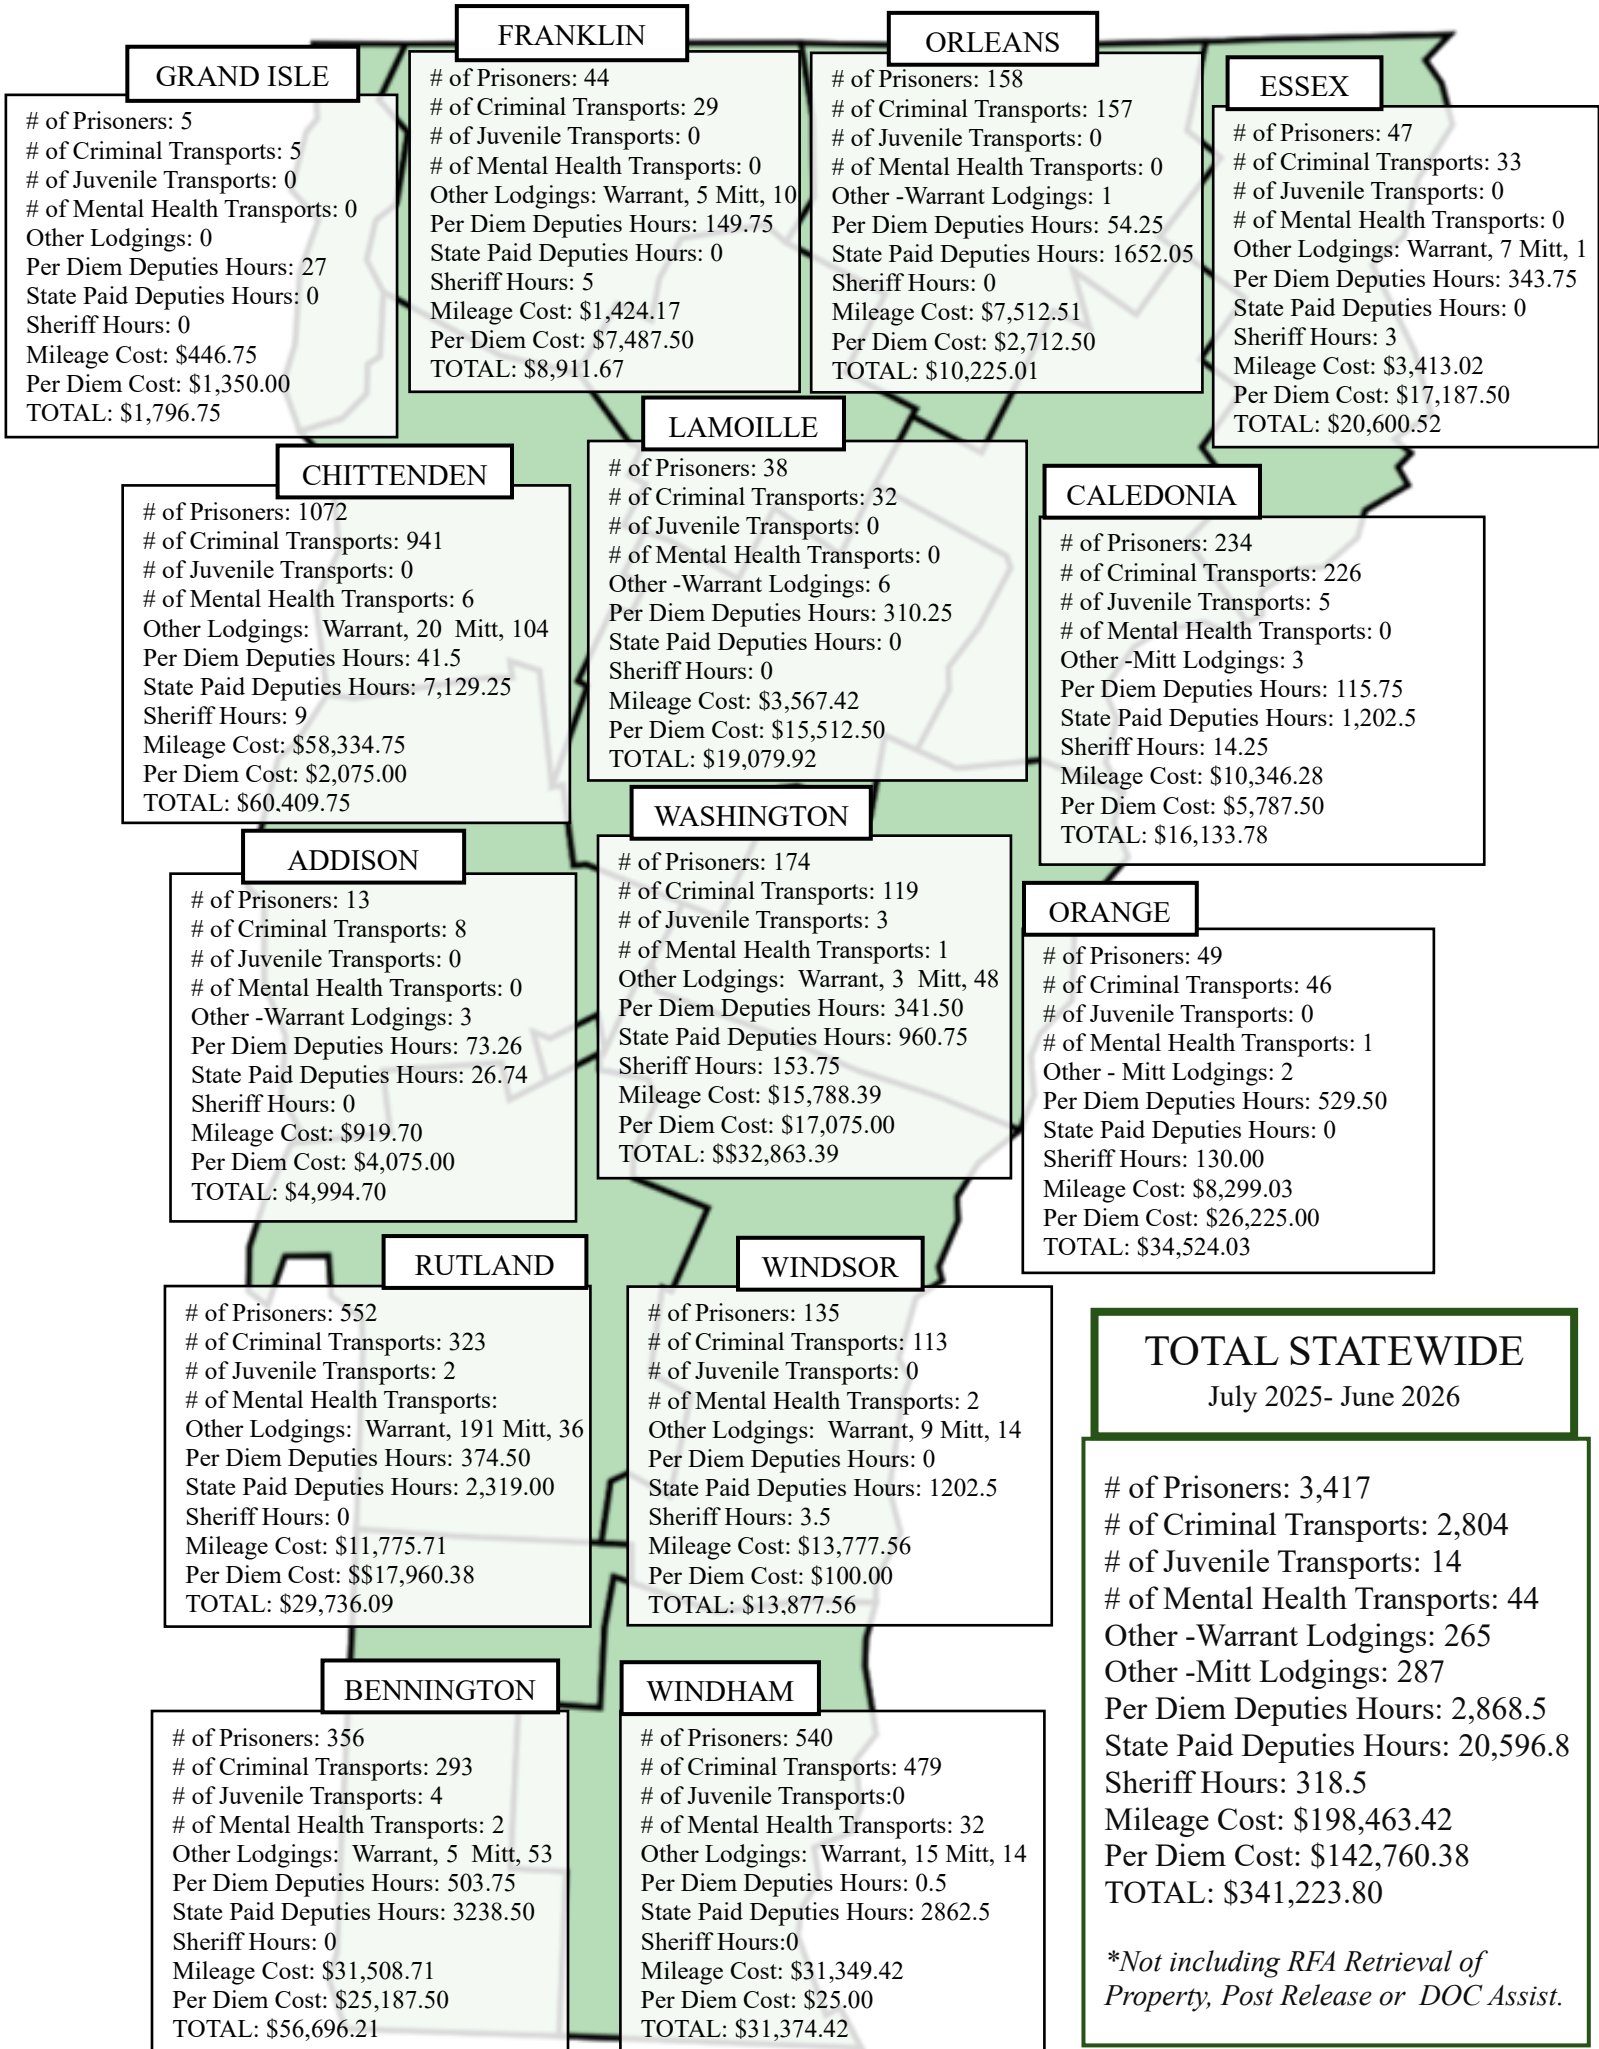 GRAND ISLE
# of Prisoners: 5
# of Criminal Transports: 5
# of Juvenile Transports: 0
# of Mental Health Transports: 0
Other Lodgings: 0
Per Diem Deputies Hours: 27
State Paid Deputies Hours: 0
Sheriff Hours: 0
Mileage Cost: $446.75
Per Diem Cost: $1,350.00
TOTAL: $1,796.75
FRANKLIN
# of Prisoners: 44
# of Criminal Transports: 29
# of Juvenile Transports: 0
# of Mental Health Transports: 0
Other Lodgings: Warrant, 5 Mitt, 10
Per Diem Deputies Hours: 149.75
State Paid Deputies Hours: 0
Sheriff Hours: 5
Mileage Cost: $1,424.17
Per Diem Cost: $7,487.50
TOTAL: $8,911.67
ORLEANS
# of Prisoners: 158
# of Criminal Transports: 157
# of Juvenile Transports: 0
# of Mental Health Transports: 0
Other -Warrant Lodgings: 1
Per Diem Deputies Hours: 54.25
State Paid Deputies Hours: 1652.05
Sheriff Hours: 0
Mileage Cost: $7,512.51
Per Diem Cost: $2,712.50
TOTAL: $10,225.01
ESSEX
# of Prisoners: 47
# of Criminal Transports: 33
# of Juvenile Transports: 0
# of Mental Health Transports: 0
Other Lodgings: Warrant, 7 Mitt, 1
Per Diem Deputies Hours: 343.75
State Paid Deputies Hours: 0
Sheriff Hours: 3
Mileage Cost: $3,413.02
Per Diem Cost: $17,187.50
TOTAL: $20,600.52
CHITTENDEN
# of Prisoners: 1072
# of Criminal Transports: 941
# of Juvenile Transports: 0
# of Mental Health Transports: 6
Other Lodgings:  Warrant, 20  Mitt, 104
Per Diem Deputies Hours: 41.5
State Paid Deputies Hours: 7,129.25
Sheriff Hours: 9
Mileage Cost: $58,334.75
Per Diem Cost: $2,075.00
TOTAL: $60,409.75
LAMOILLE
# of Prisoners: 38
# of Criminal Transports: 32
# of Juvenile Transports: 0
# of Mental Health Transports: 0
Other -Warrant Lodgings: 6
Per Diem Deputies Hours: 310.25
State Paid Deputies Hours: 0
Sheriff Hours: 0
Mileage Cost: $3,567.42
Per Diem Cost: $15,512.50
TOTAL: $19,079.92
CALEDONIA
# of Prisoners: 234
# of Criminal Transports: 226
# of Juvenile Transports: 5
# of Mental Health Transports: 0
Other -Mitt Lodgings: 3
Per Diem Deputies Hours: 115.75
State Paid Deputies Hours: 1,202.5
Sheriff Hours: 14.25
Mileage Cost: $10,346.28
Per Diem Cost: $5,787.50
TOTAL: $16,133.78
ADDISON
# of Prisoners: 13
# of Criminal Transports: 8
# of Juvenile Transports: 0
# of Mental Health Transports: 0
Other -Warrant Lodgings: 3
Per Diem Deputies Hours: 73.26
State Paid Deputies Hours: 26.74
Sheriff Hours: 0
Mileage Cost: $919.70
Per Diem Cost: $4,075.00
TOTAL: $4,994.70
WASHINGTON
# of Prisoners: 174
# of Criminal Transports: 119
# of Juvenile Transports: 3
# of Mental Health Transports: 1
Other Lodgings:  Warrant, 3  Mitt, 48
Per Diem Deputies Hours: 341.50
State Paid Deputies Hours: 960.75
Sheriff Hours: 153.75
Mileage Cost: $15,788.39
Per Diem Cost: $17,075.00
TOTAL: $$32,863.39
ORANGE
# of Prisoners: 49
# of Criminal Transports: 46
# of Juvenile Transports: 0
# of Mental Health Transports: 1
Other - Mitt Lodgings: 2
Per Diem Deputies Hours: 529.50
State Paid Deputies Hours: 0
Sheriff Hours: 130.00
Mileage Cost: $8,299.03
Per Diem Cost: $26,225.00
TOTAL: $34,524.03
RUTLAND
# of Prisoners: 552
# of Criminal Transports: 323
# of Juvenile Transports: 2
# of Mental Health Transports:
Other Lodgings:  Warrant, 191 Mitt, 36
Per Diem Deputies Hours: 374.50
State Paid Deputies Hours: 2,319.00
Sheriff Hours: 0
Mileage Cost: $11,775.71
Per Diem Cost: $$17,960.38
TOTAL: $29,736.09
WINDSOR
# of Prisoners: 135
# of Criminal Transports: 113
# of Juvenile Transports: 0
# of Mental Health Transports: 2
Other Lodgings:  Warrant, 9 Mitt, 14
Per Diem Deputies Hours: 0
State Paid Deputies Hours: 1202.5
Sheriff Hours: 3.5
Mileage Cost: $13,777.56
Per Diem Cost: $100.00
TOTAL: $13,877.56
BENNINGTON
# of Prisoners: 356
# of Criminal Transports: 293
# of Juvenile Transports: 4
# of Mental Health Transports: 2
Other Lodgings:  Warrant, 5  Mitt, 53
Per Diem Deputies Hours: 503.75
State Paid Deputies Hours: 3238.50
Sheriff Hours: 0
Mileage Cost: $31,508.71
Per Diem Cost: $25,187.50
TOTAL: $56,696.21
WINDHAM
# of Prisoners: 540
# of Criminal Transports: 479
# of Juvenile Transports:0
# of Mental Health Transports: 32
Other Lodgings:  Warrant, 15 Mitt, 14
Per Diem Deputies Hours: 0.5
State Paid Deputies Hours: 2862.5
Sheriff Hours:0
Mileage Cost: $31,349.42
Per Diem Cost: $25.00
TOTAL: $31,374.42
TOTAL STATEWIDE
July 2025- June 2026
# of Prisoners: 3,417
# of Criminal Transports: 2,804
# of Juvenile Transports: 14
# of Mental Health Transports: 44
Other -Warrant Lodgings: 265
Other -Mitt Lodgings: 287
Per Diem Deputies Hours: 2,868.5
State Paid Deputies Hours: 20,596.8
Sheriff Hours: 318.5
Mileage Cost: $198,463.42
Per Diem Cost: $142,760.38
TOTAL: $341,223.80
*Not including RFA Retrieval of
Property, Post Release or  DOC Assist.